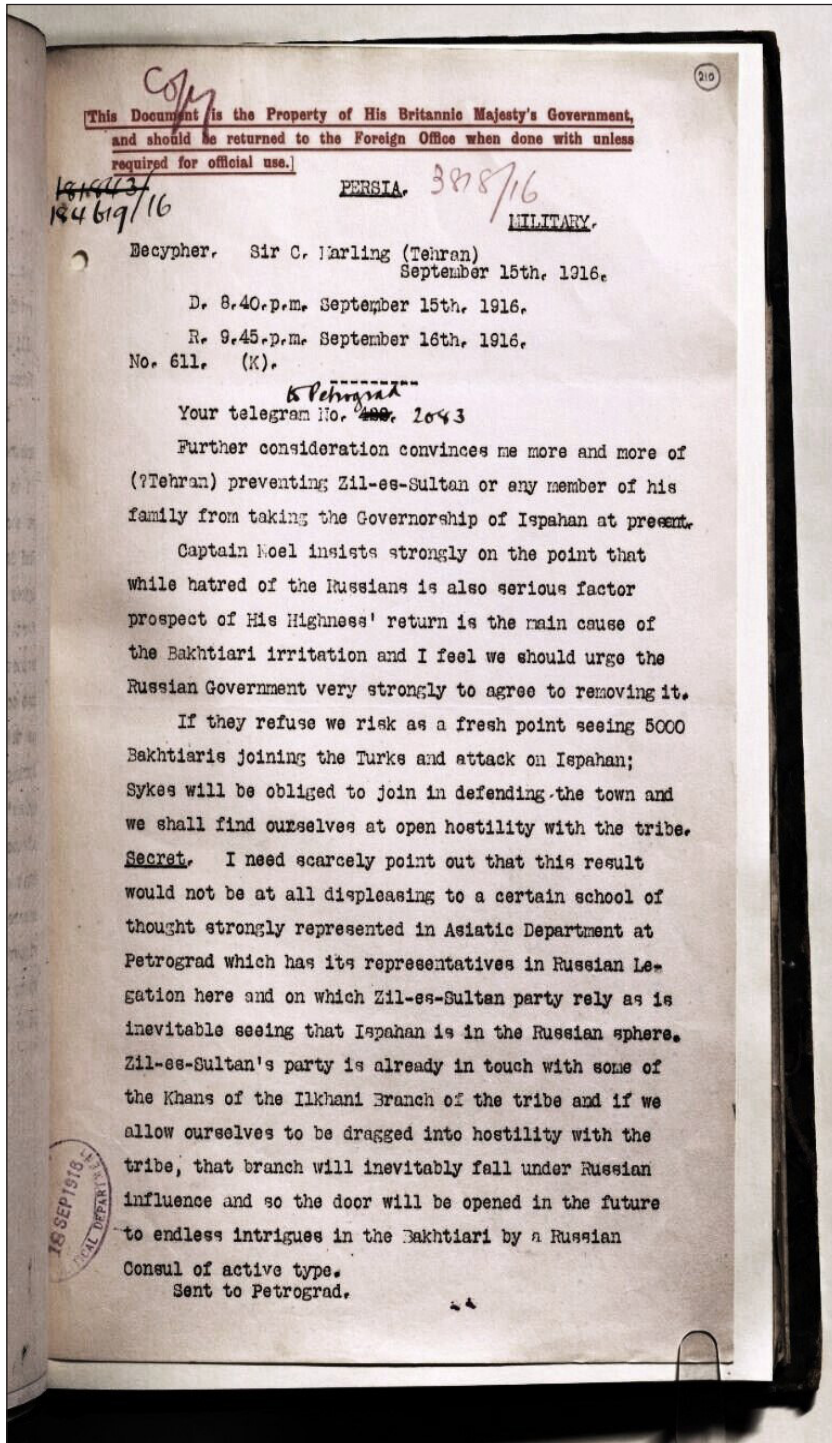 210
Copy
[This Document is the Property of His Britannic Majesty's Government,
and should be returned to the Foreign Office when done with unless
required for official use.]
184619/16
PERSIA. 3818/16
MILITARY.
Decypher. Sir C. Marling (Tehran)
September 15th. 1916.
D. 8.40.p.m. September 15th. 1916.
R. 9.45.p.m. September 16th. 1916.
No. 611. (K).
to Petrograd
Your telegram No. 2083
Further consideration convinces me more and more of
(?Tehran) preventing Zil-es-Sultan or any member of his
family from taking the Governorship of Ispahan at present.
Captain Noel insists strongly on the point that
while hatred of the Russians is also serious factor
prospect of His Highness' return is the main cause of
the Bakhtiari irritation and I feel we should urge the
Russian Government very strongly to agree to removing it.
If they refuse we risk as a fresh point seeing 5000
Bakhtiaris joining the Turks and attack on Ispahan;
Sykes will be obliged to join in defending the town and
we shall find ourselves at open hostility with the tribe.
Secret. I need scarcely point out that this result
would not be at all displeasing to a certain school of
thought strongly represented in Asiatic Department at
Petrograd which has its representatives in Russian Le-
gation here and on which Zil-es-Sultan party rely as is
inevitable seeing that Ispahan is in the Russian sphere.
Zil-es-Sultan's party is already in touch with some of
the Khans of the Ilkhani Branch of the tribe and if we
allow ourselves to be dragged into hostility with the
tribe, that branch will inevitably fall under Russian
influence and so the door will be opened in the future
to endless intrigues in the Bakhtiari by a Russian
Consul of active type.
Sent to Petrograd.
18 SEP 1916